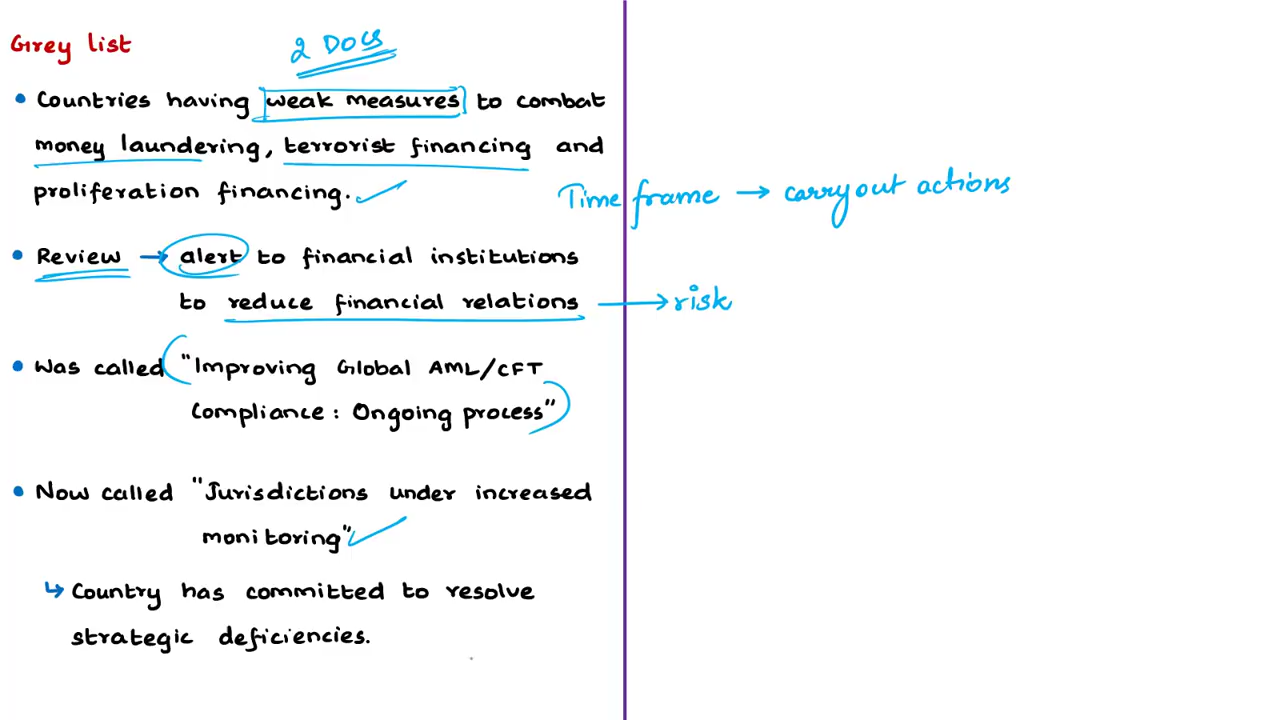 Grey list
2 Docs
• Countries having weak measures to combat
money laundering, terrorist financing and
proliferation financing.
Time frame → carryout actions
• Review → alert to financial institutions
to reduce financial relations → risk
• Was called "Improving Global AML/CFT
Compliance: Ongoing process"
• Now called "Jurisdictions under increased
monitoring"
↳ Country has committed to resolve
strategic deficiencies.